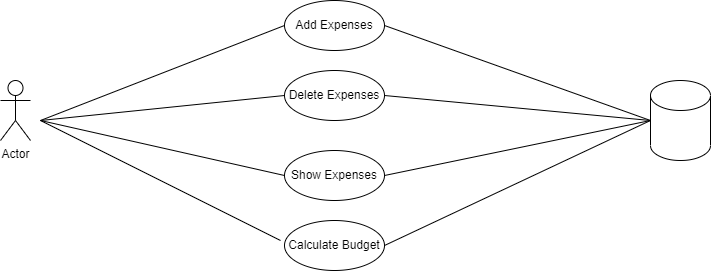 Add Expenses
Delete Expenses
Actor
Show Expenses
Calculate Budget